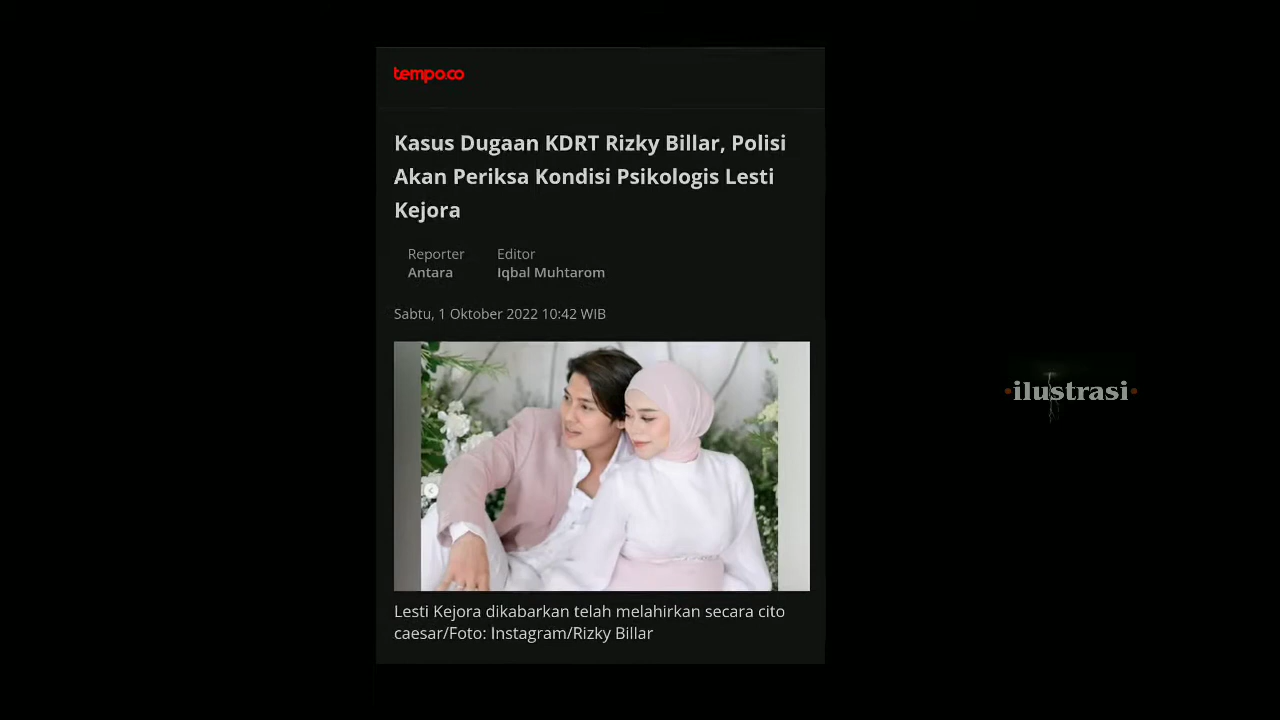 tempo.co
Kasus Dugaan KDRT Rizky Billar, Polisi
Akan Periksa Kondisi Psikologis Lesti
Kejora
Reporter Editor
Antara Iqbal Muhtarom
Sabtu, 1 Oktober 2022 10:42 WIB
•ilustrasi•
Lesti Kejora dikabarkan telah melahirkan secara cito
caesar/Foto: Instagram/Rizky Billar